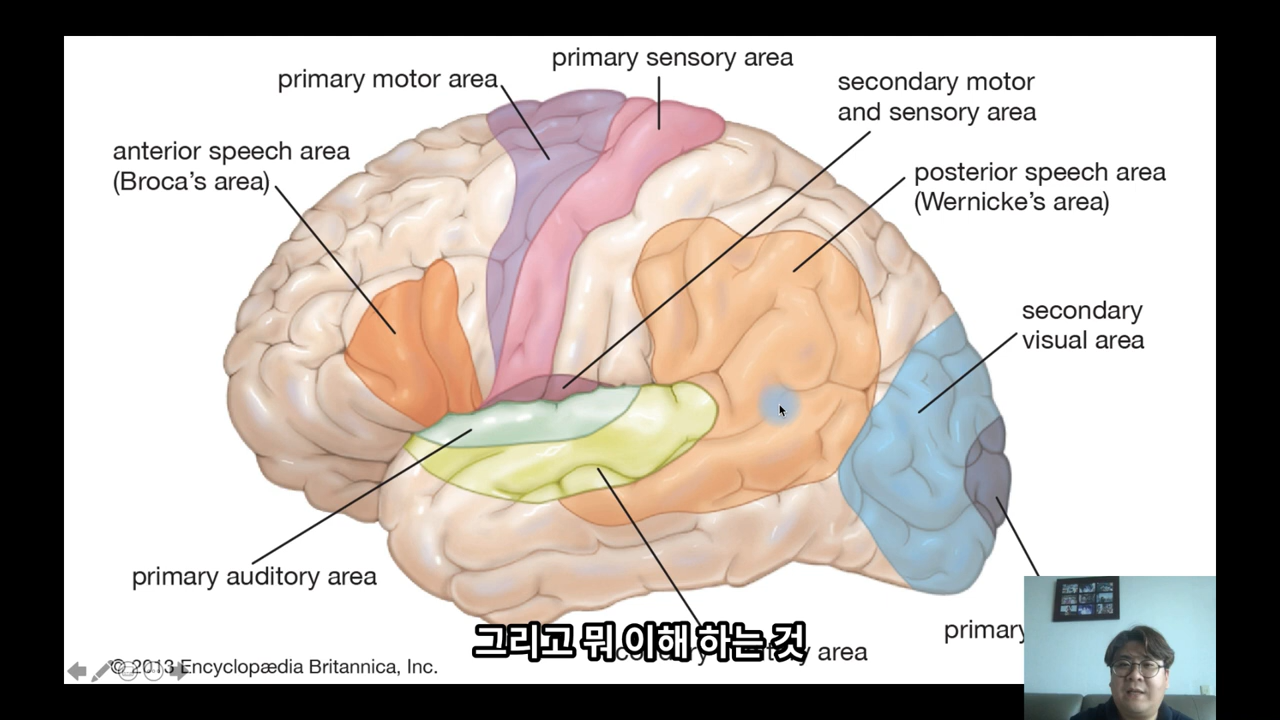 primary sensory area
primary motor area
secondary motor
and sensory area
anterior speech area
(Broca's area)
posterior speech area
(Wernicke's area)
secondary
visual area
primary auditory area
primary
그리고 뭐 이해 하는 것
area
© 2013 Encyclopædia Britannica, Inc.